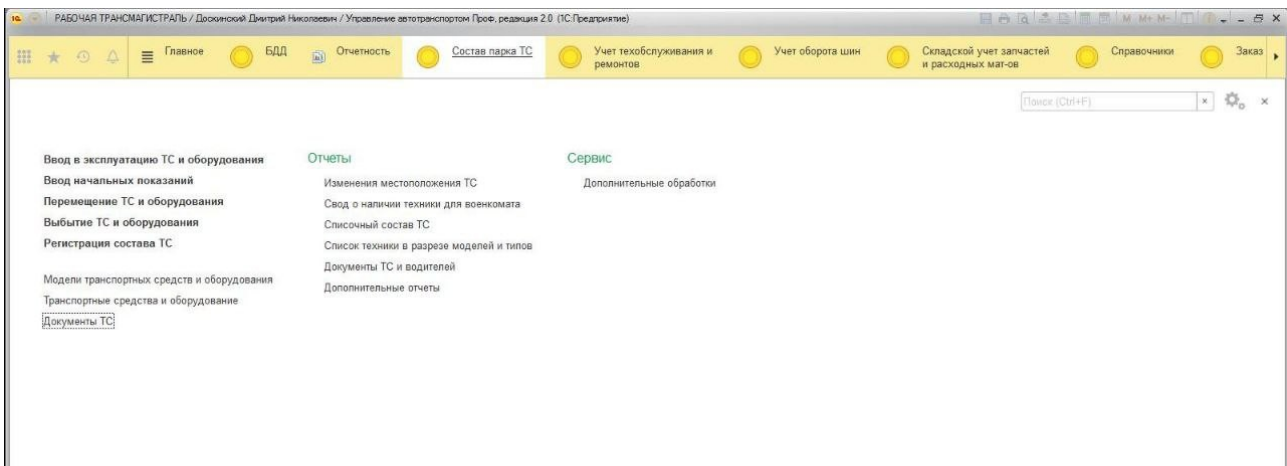 РАБОЧАЯ ТРАНСМАГИСТРАЛЬ / Доскинский Дмитрий Николаевич / Управление автотранспортом Проф, редакция 2.0 (1С:Предприятие)
M M+ M-
Главное
БДД
Отчетность
Состав парка ТС
Учет техобслуживания и
ремонтов
Учет оборота шин
Складской учет запчастей
и расходных мат-ов
Справочники
Заказ
Поиск (Ctrl+F)
Ввод в эксплуатацию ТС и оборудования
Ввод начальных показаний
Перемещение ТС и оборудования
Выбытие ТС и оборудования
Регистрация состава ТС
Модели транспортных средств и оборудования
Транспортные средства и оборудование
Документы ТС
Отчеты
Изменения местоположения ТС
Свод о наличии техники для военкомата
Списочный состав ТС
Список техники в разрезе моделей и типов
Документы ТС и водителей
Дополнительные отчеты
Сервис
Дополнительные обработки